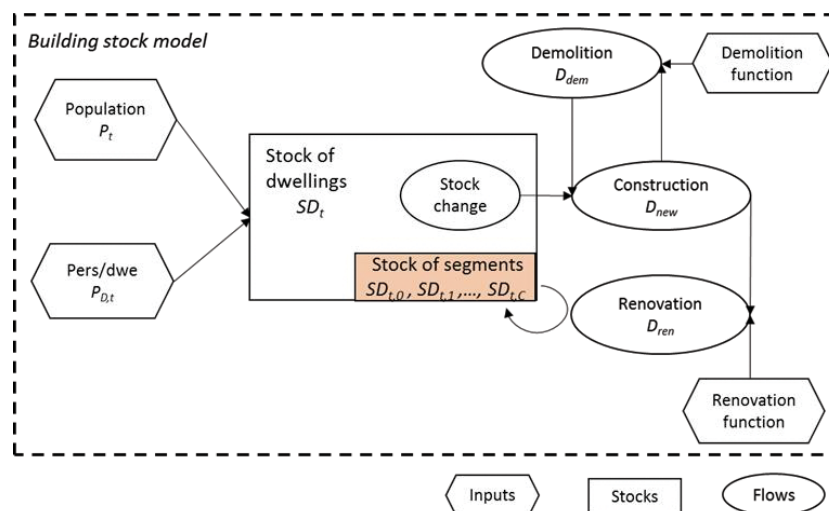 Building stock model
Demolition
D_dem
Demolition
function
Population
P_t
Stock of
dwellings
SD_t
Stock
change
Construction
D_new
Pers/dwe
P_D,t
Stock of segments
SD_t,0 , SD_t,1 ,..., SD_t,C
Renovation
D_ren
Renovation
function
Inputs
Stocks
Flows